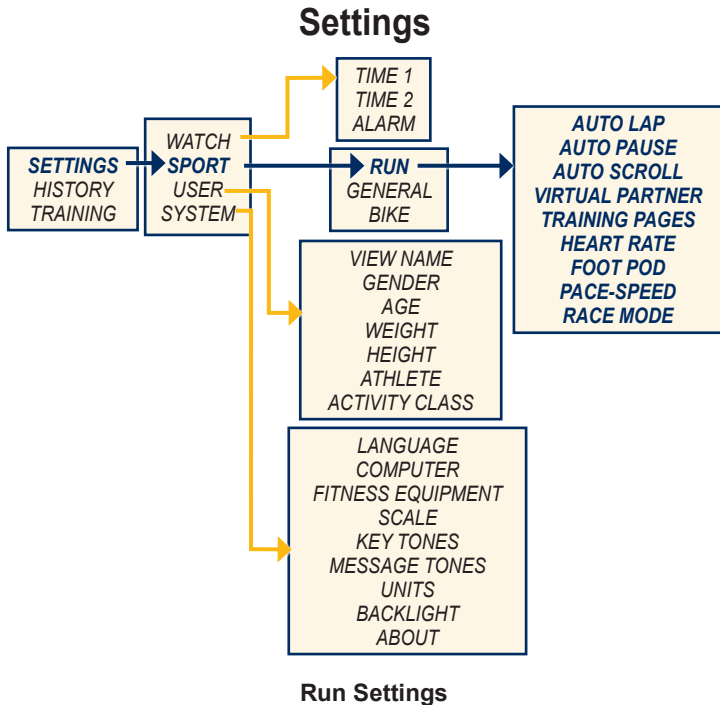 Settings
TIME 1
TIME 2
ALARM
SETTINGS
HISTORY
TRAINING
WATCH
SPORT
USER
SYSTEM
RUN
GENERAL
BIKE
AUTO LAP
AUTO PAUSE
AUTO SCROLL
VIRTUAL PARTNER
TRAINING PAGES
HEART RATE
FOOT POD
PACE-SPEED
RACE MODE
VIEW NAME
GENDER
AGE
WEIGHT
HEIGHT
ATHLETE
ACTIVITY CLASS
LANGUAGE
COMPUTER
FITNESS EQUIPMENT
SCALE
KEY TONES
MESSAGE TONES
UNITS
BACKLIGHT
ABOUT
Run Settings